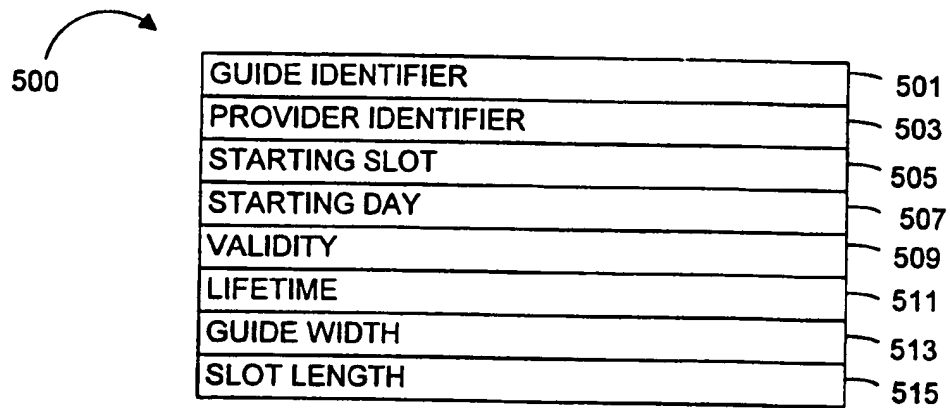 500
GUIDE IDENTIFIER 501
PROVIDER IDENTIFIER 503
STARTING SLOT 505
STARTING DAY 507
VALIDITY 509
LIFETIME 511
GUIDE WIDTH 513
SLOT LENGTH 515